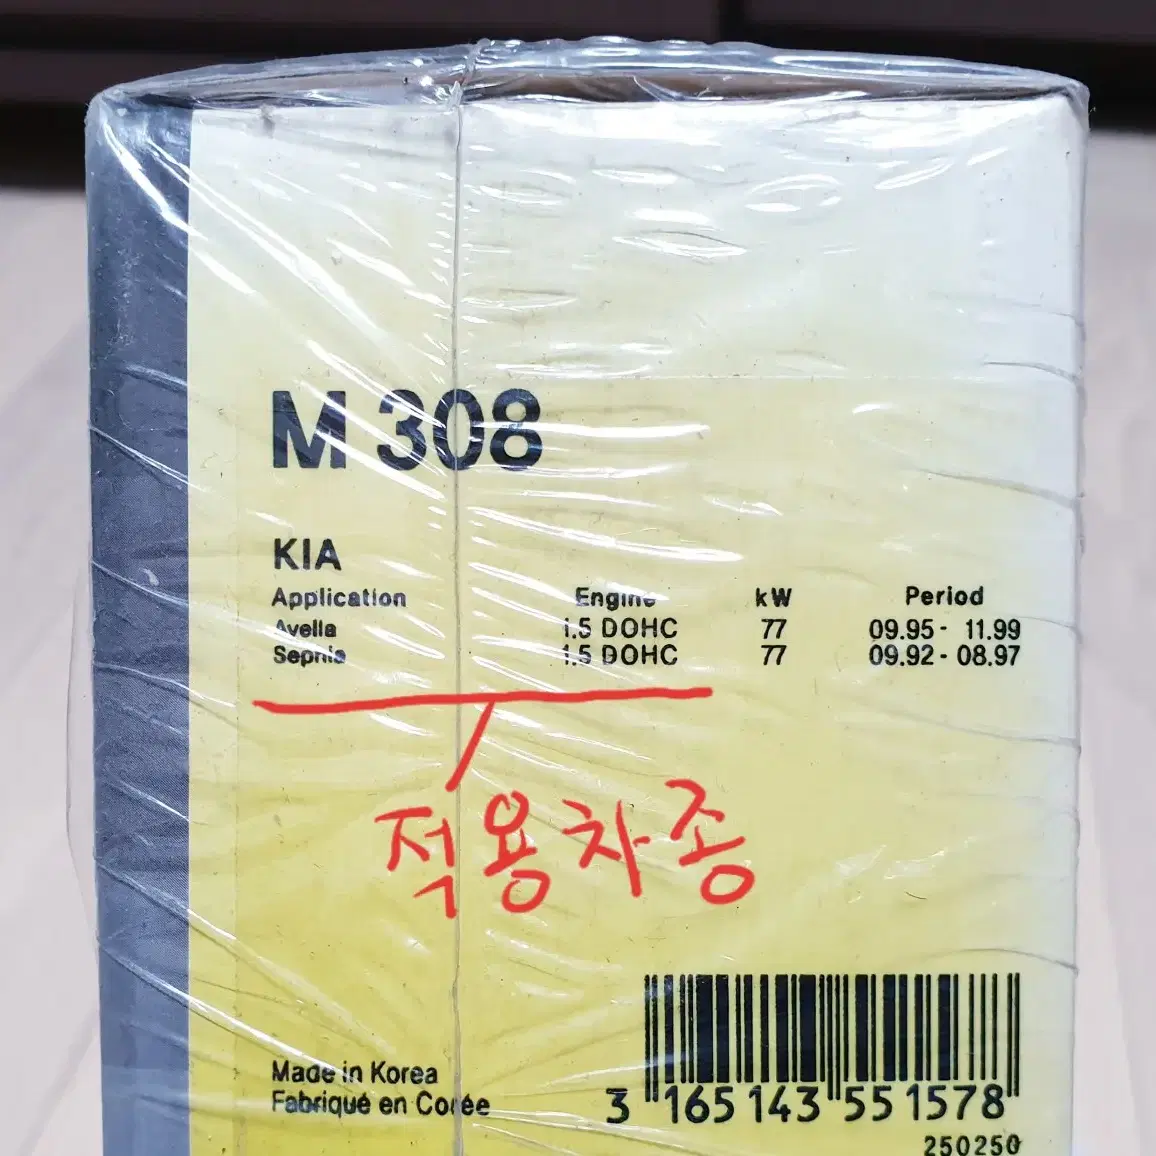 M 308
KIA
Application Engine kW Period
Avella 1.5 DOHC 77 09.95 - 11.99
Sephia 1.5 DOHC 77 09.92 - 08.97
적용차종
Made in Korea
Fabriqué en Corée
3 165143 551578
250250